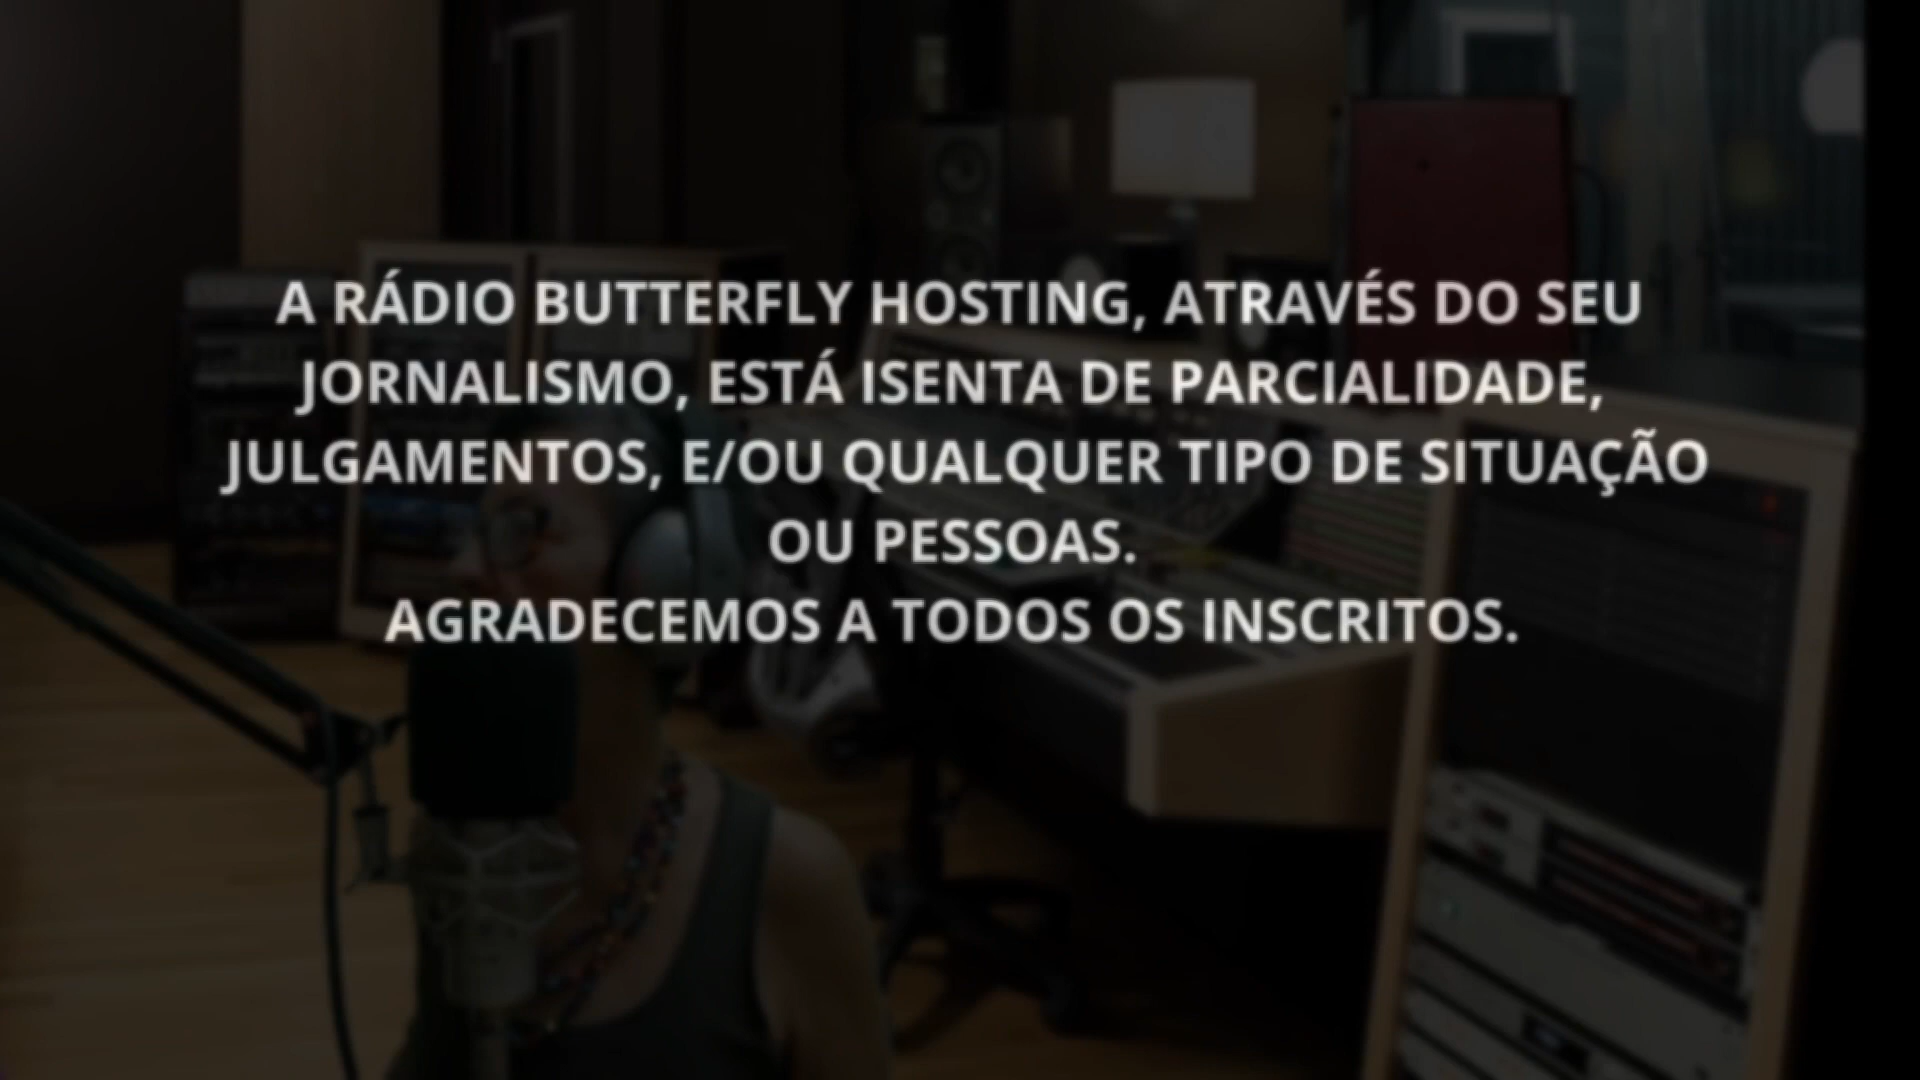 A RÁDIO BUTTERFLY HOSTING, ATRAVÉS DO SEU
JORNALISMO, ESTÁ ISENTA DE PARCIALIDADE,
JULGAMENTOS, E/OU QUALQUER TIPO DE SITUAÇÃO
OU PESSOAS.
AGRADECEMOS A TODOS OS INSCRITOS.